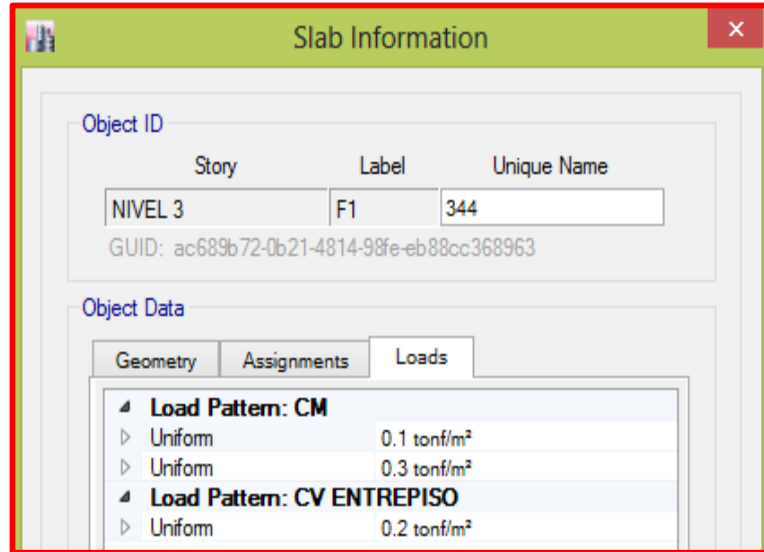 Slab Information
Object ID
Story Label Unique Name
NIVEL 3 F1 344
GUID: ac689b72-0b21-4814-98fe-eb88cc368963
Object Data
Geometry Assignments Loads
Load Pattern: CM
Uniform 0.1 tonf/m²
Uniform 0.3 tonf/m²
Load Pattern: CV ENTREPISO
Uniform 0.2 tonf/m²